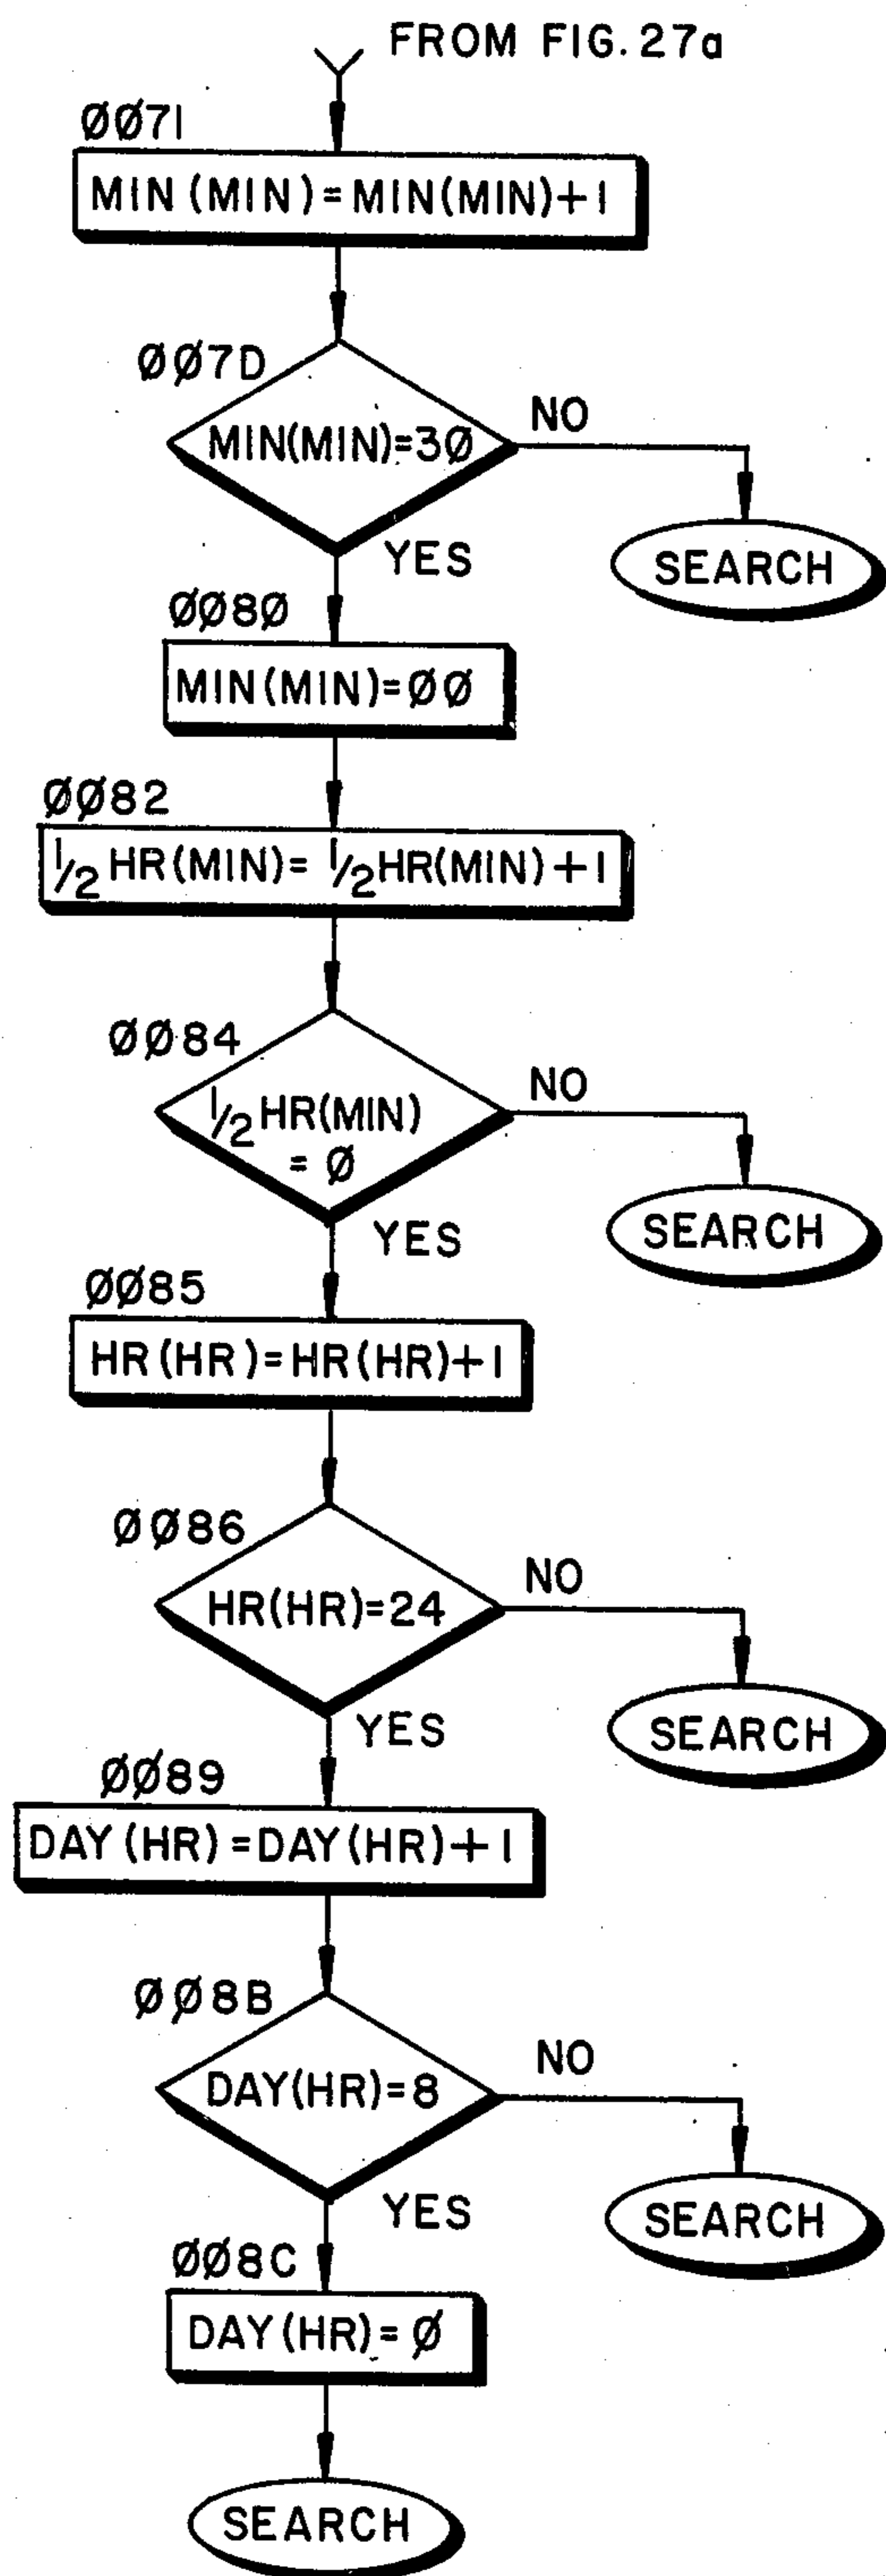 FROM FIG. 27a
ØØ71
MIN (MIN) = MIN(MIN)+1
ØØ7D
MIN(MIN)=3Ø
NO
YES
SEARCH
ØØ8Ø
MIN(MIN)=ØØ
ØØ82
1/2 HR(MIN)= 1/2 HR(MIN)+1
ØØ84
1/2 HR(MIN)
= Ø
NO
YES
SEARCH
ØØ85
HR(HR)=HR(HR)+1
ØØ86
HR(HR)=24
NO
YES
SEARCH
ØØ89
DAY(HR)=DAY(HR)+1
ØØ8B
DAY(HR)=8
NO
YES
SEARCH
ØØ8C
DAY(HR)=Ø
SEARCH